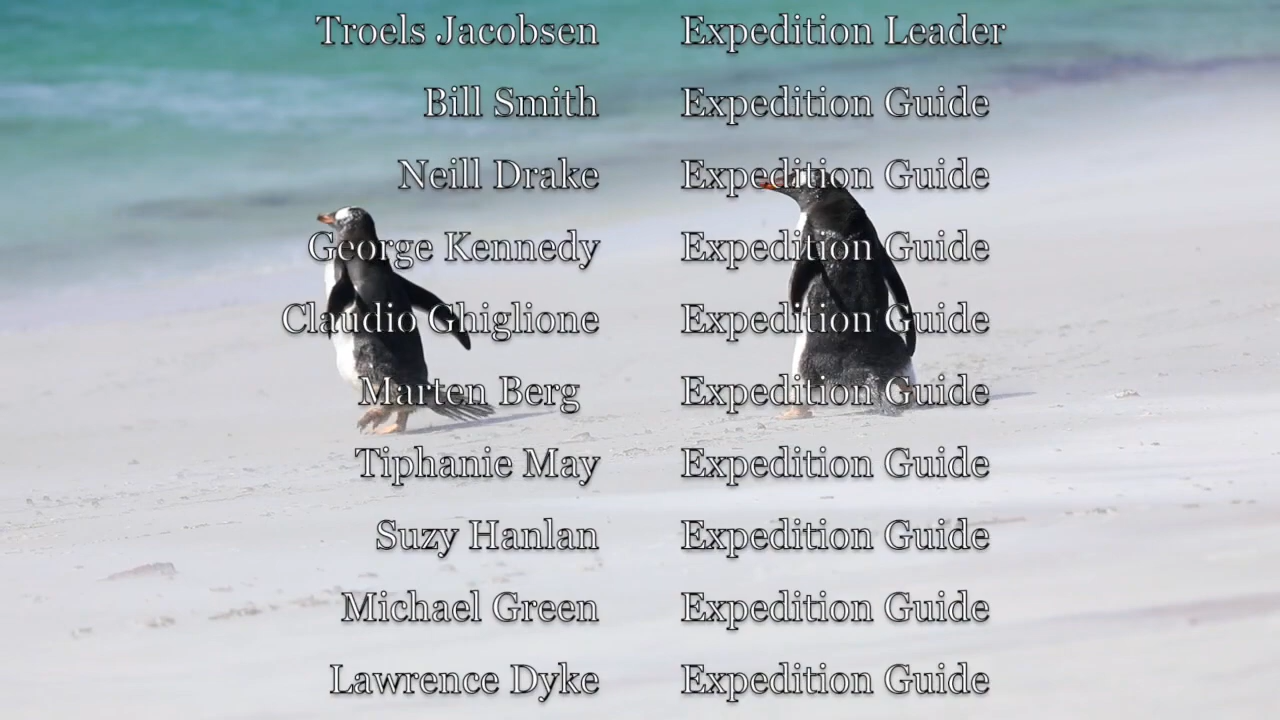 Troels Jacobsen Expedition Leader
Bill Smith Expedition Guide
Neill Drake Expedition Guide
George Kennedy Expedition Guide
Claudio Ghiglione Expedition Guide
Marten Berg Expedition Guide
Tiphanie May Expedition Guide
Suzy Hanlan Expedition Guide
Michael Green Expedition Guide
Lawrence Dyke Expedition Guide